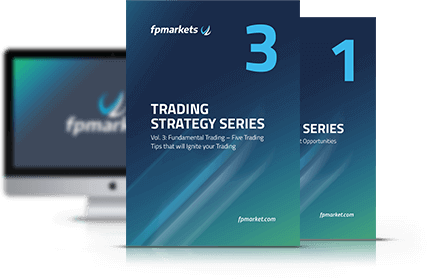 fpmarkets
fpmarkets
3
TRADING
STRATEGY SERIES
Vol. 3: Fundamental Trading – Five Trading
Tips that will Ignite your Trading
fpmarket.com
1
SERIES
Opportunities
fpmarket.com